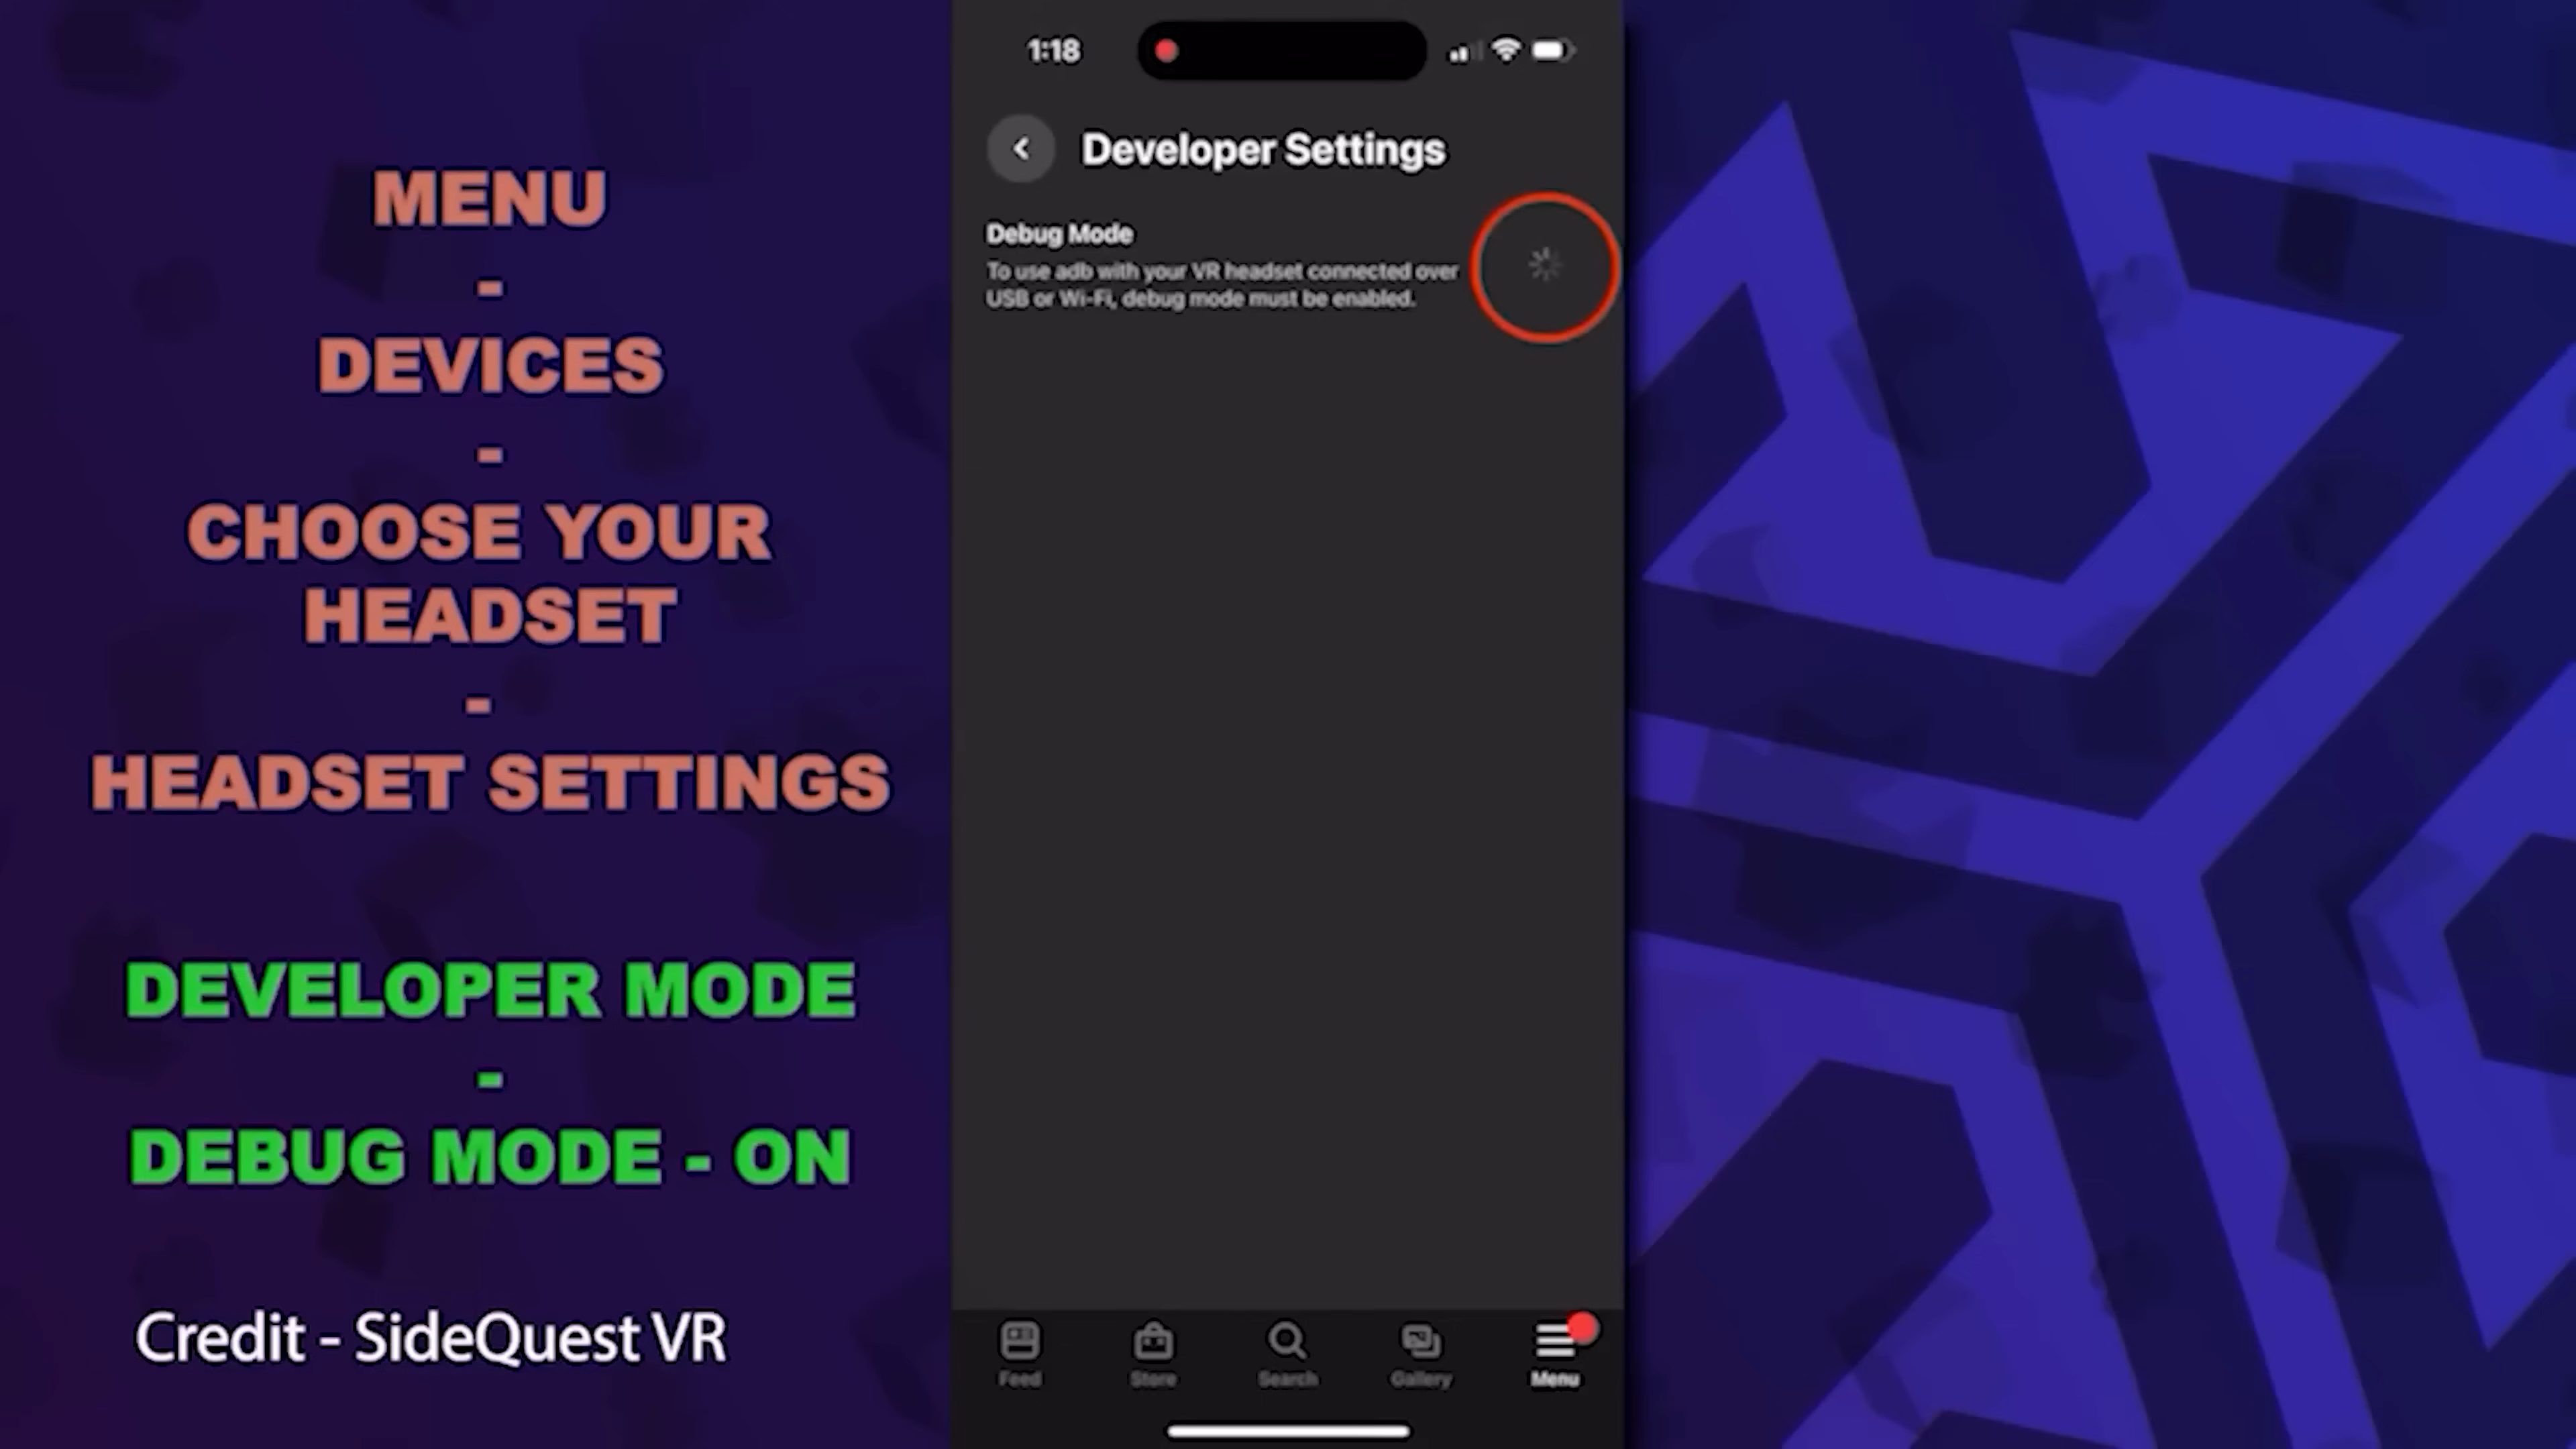 MENU
-
DEVICES
-
CHOOSE YOUR
HEADSET
-
HEADSET SETTINGS
DEVELOPER MODE
-
DEBUG MODE - ON
Credit - SideQuest VR
1:18
Developer Settings
Debug Mode
To use adb with your VR headset connected over
USB or Wi-Fi, debug mode must be enabled.
Feed
Store
Search
Gallery
Menu